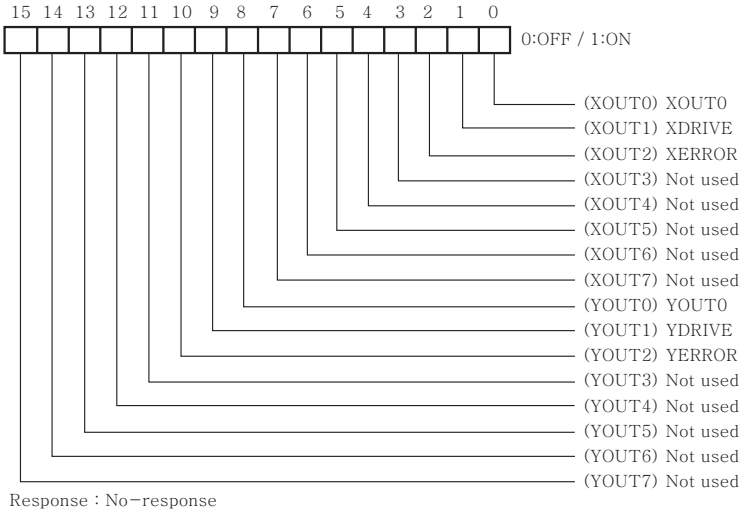 15 14 13 12 11 10 9 8 7 6 5 4 3 2 1 0
0:OFF / 1:ON
(XOUT0) XOUT0
(XOUT1) XDRIVE
(XOUT2) XERROR
(XOUT3) Not used
(XOUT4) Not used
(XOUT5) Not used
(XOUT6) Not used
(XOUT7) Not used
(YOUT0) YOUT0
(YOUT1) YDRIVE
(YOUT2) YERROR
(YOUT3) Not used
(YOUT4) Not used
(YOUT5) Not used
(YOUT6) Not used
(YOUT7) Not used
Response : No-response